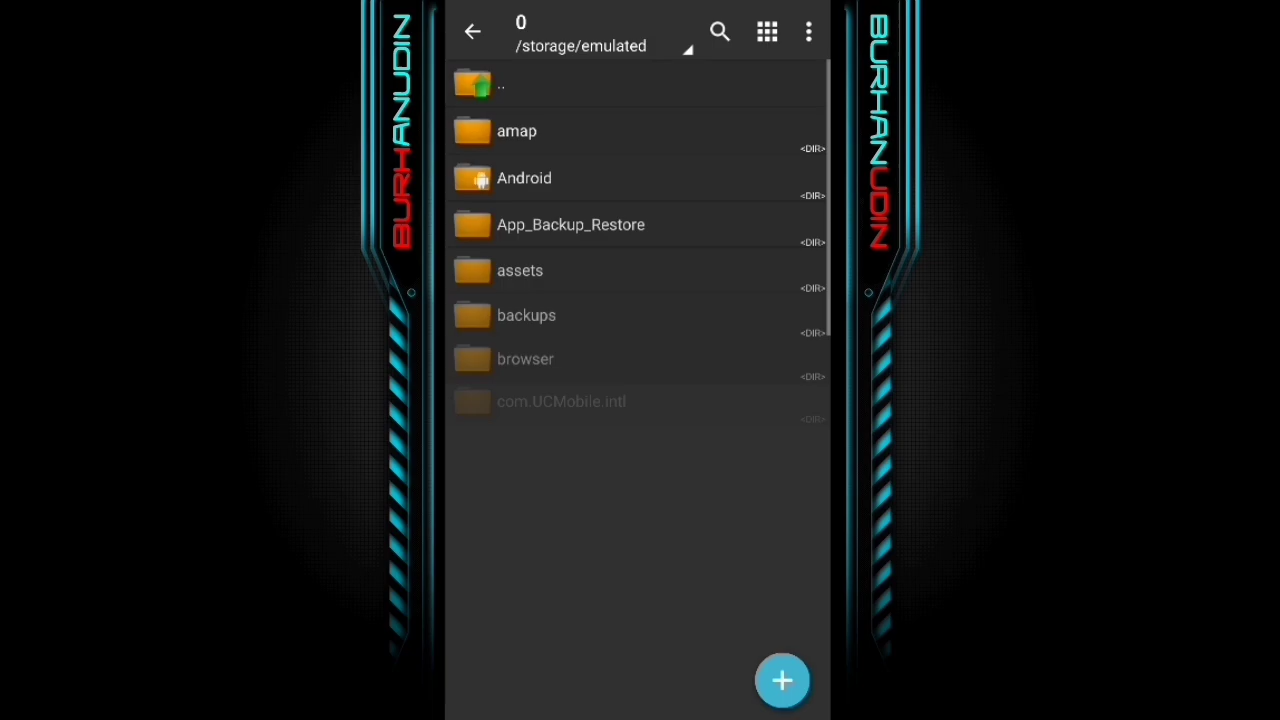 BURHANUDIN
0
/storage/emulated
..
amap
<DIR>
Android
<DIR>
App_Backup_Restore
<DIR>
assets
<DIR>
backups
<DIR>
browser
<DIR>
com.UCMobile.intl
<DIR>
BURHANUDIN